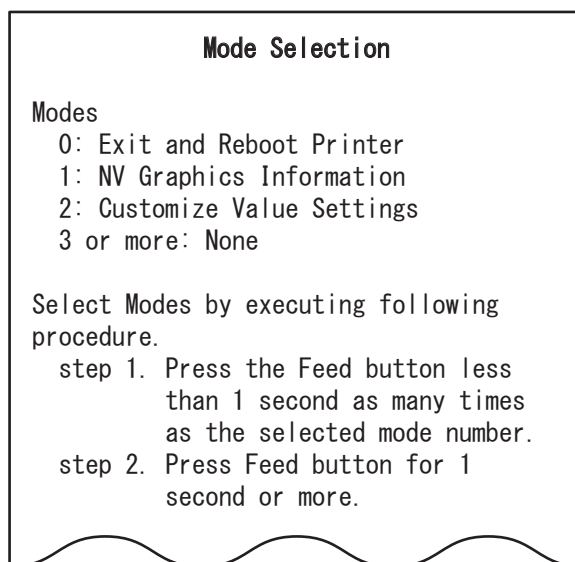 Mode Selection
Modes
0: Exit and Reboot Printer
1: NV Graphics Information
2: Customize Value Settings
3 or more: None
Select Modes by executing following
procedure.
step 1. Press the Feed button less
than 1 second as many times
as the selected mode number.
step 2. Press Feed button for 1
second or more.